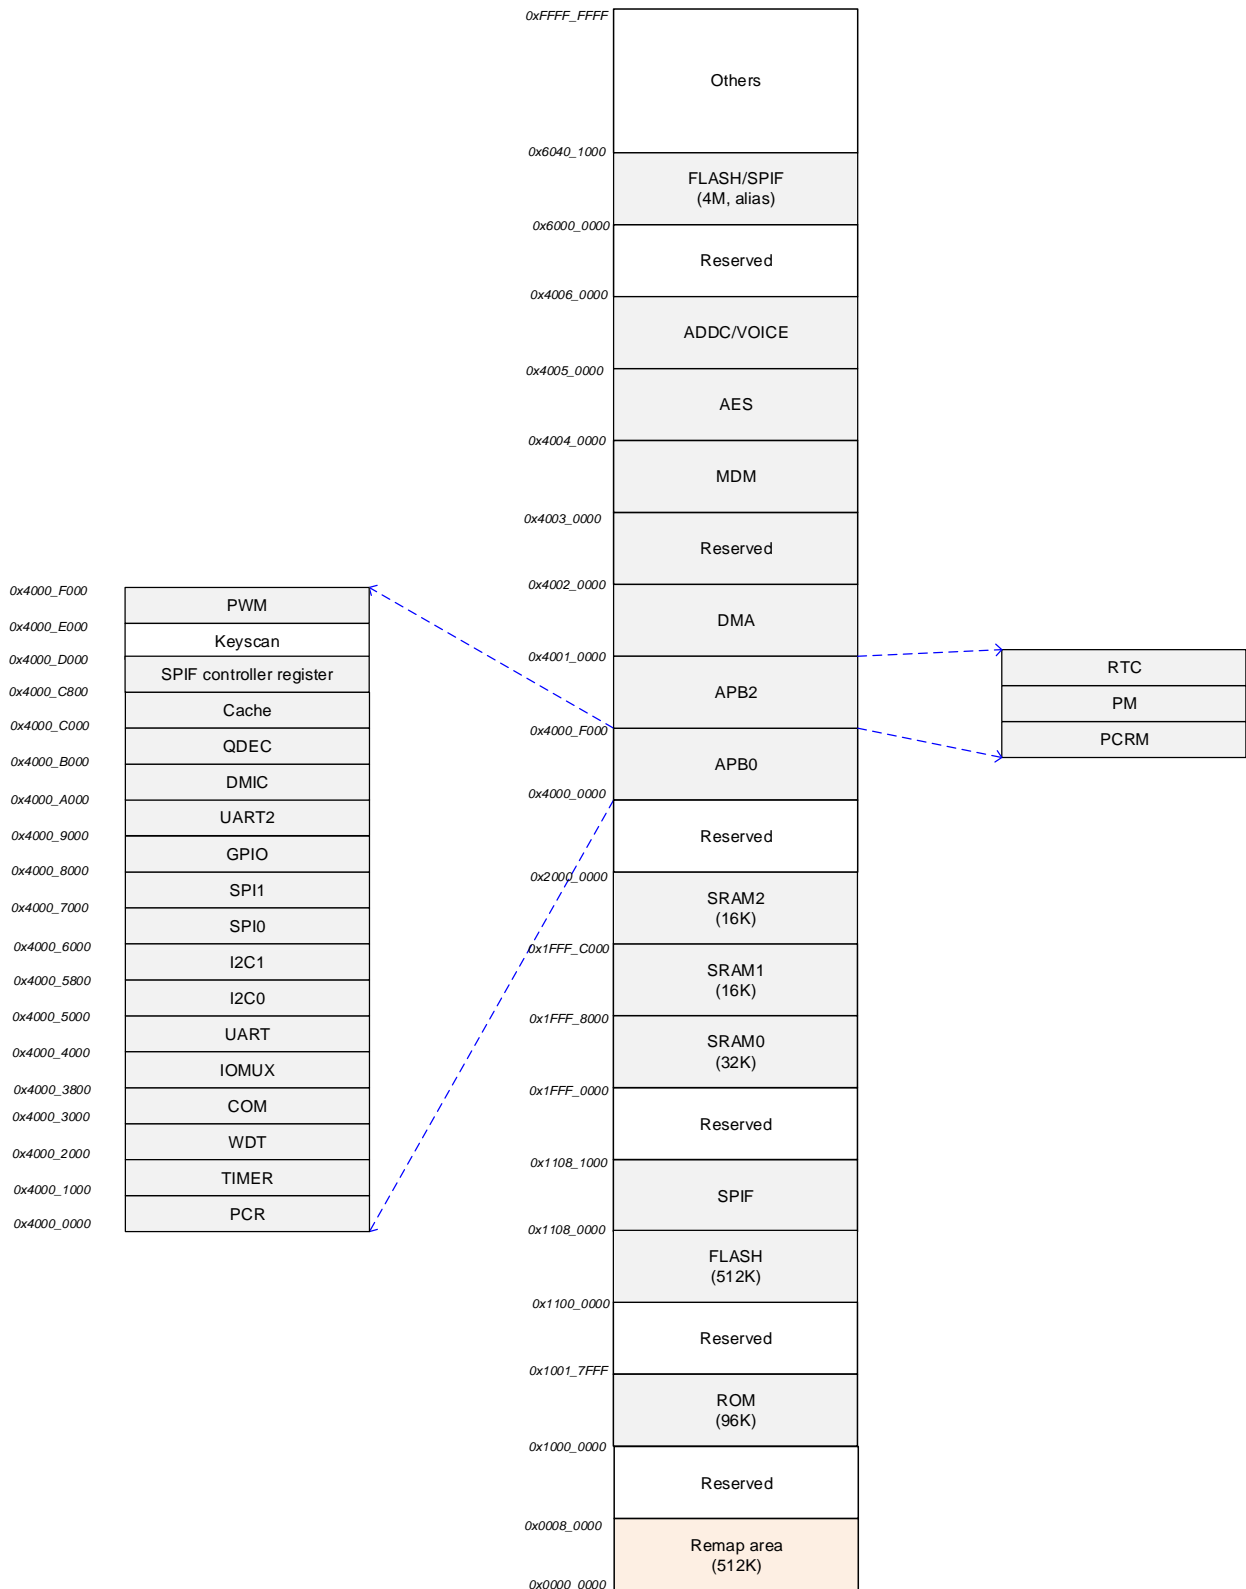 0xFFFF_FFFF
Others
0x6040_1000
FLASH/SPIF
(4M, alias)
0x6000_0000
Reserved
0x4006_0000
ADDC/VOICE
0x4005_0000
AES
0x4004_0000
MDM
0x4003_0000
Reserved
0x4002_0000
DMA
0x4001_0000
APB2
0x4000_F000
APB0
0x4000_0000
Reserved
0x2000_0000
SRAM2
(16K)
0x1FFF_C000
SRAM1
(16K)
0x1FFF_8000
SRAM0
(32K)
0x1FFF_0000
Reserved
0x1108_1000
SPIF
0x1108_0000
FLASH
(512K)
0x1100_0000
Reserved
0x1001_7FFF
ROM
(96K)
0x1000_0000
Reserved
0x0008_0000
Remap area
(512K)
0x0000_0000
0x4000_F000
PWM
0x4000_E000
Keyscan
0x4000_D000
SPIF controller register
0x4000_C800
Cache
0x4000_C000
QDEC
0x4000_B000
DMIC
0x4000_A000
UART2
0x4000_9000
GPIO
0x4000_8000
SPI1
0x4000_7000
SPI0
0x4000_6000
I2C1
0x4000_5800
I2C0
0x4000_5000
UART
0x4000_4000
IOMUX
0x4000_3800
COM
0x4000_3000
WDT
0x4000_2000
TIMER
0x4000_1000
PCR
0x4000_0000
RTC
PM
PCRM